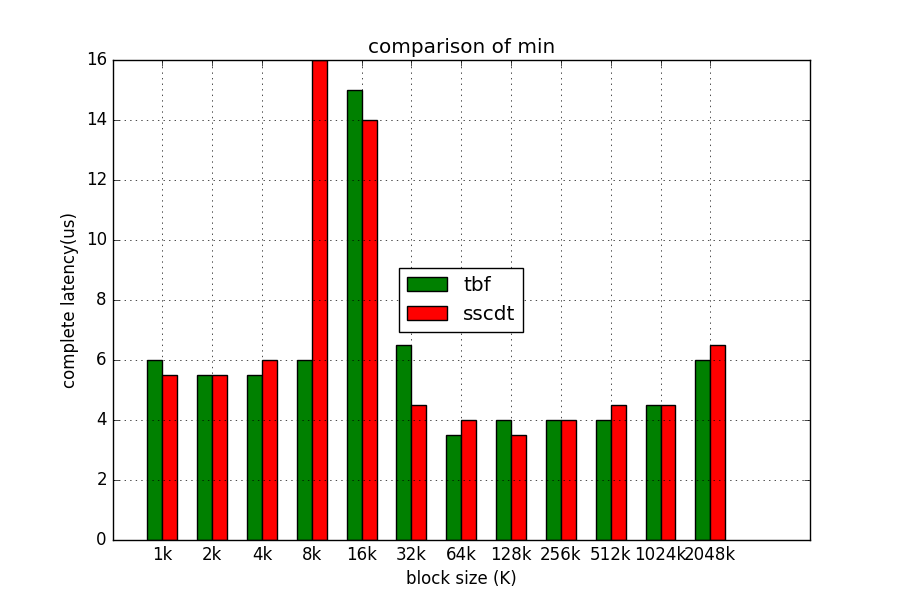 comparison of min
16
14
12
10
8
6
4
2
0
complete latency(us)
tbf
sscdt
1k 2k 4k 8k 16k 32k 64k 128k 256k 512k 1024k 2048k
block size (K)